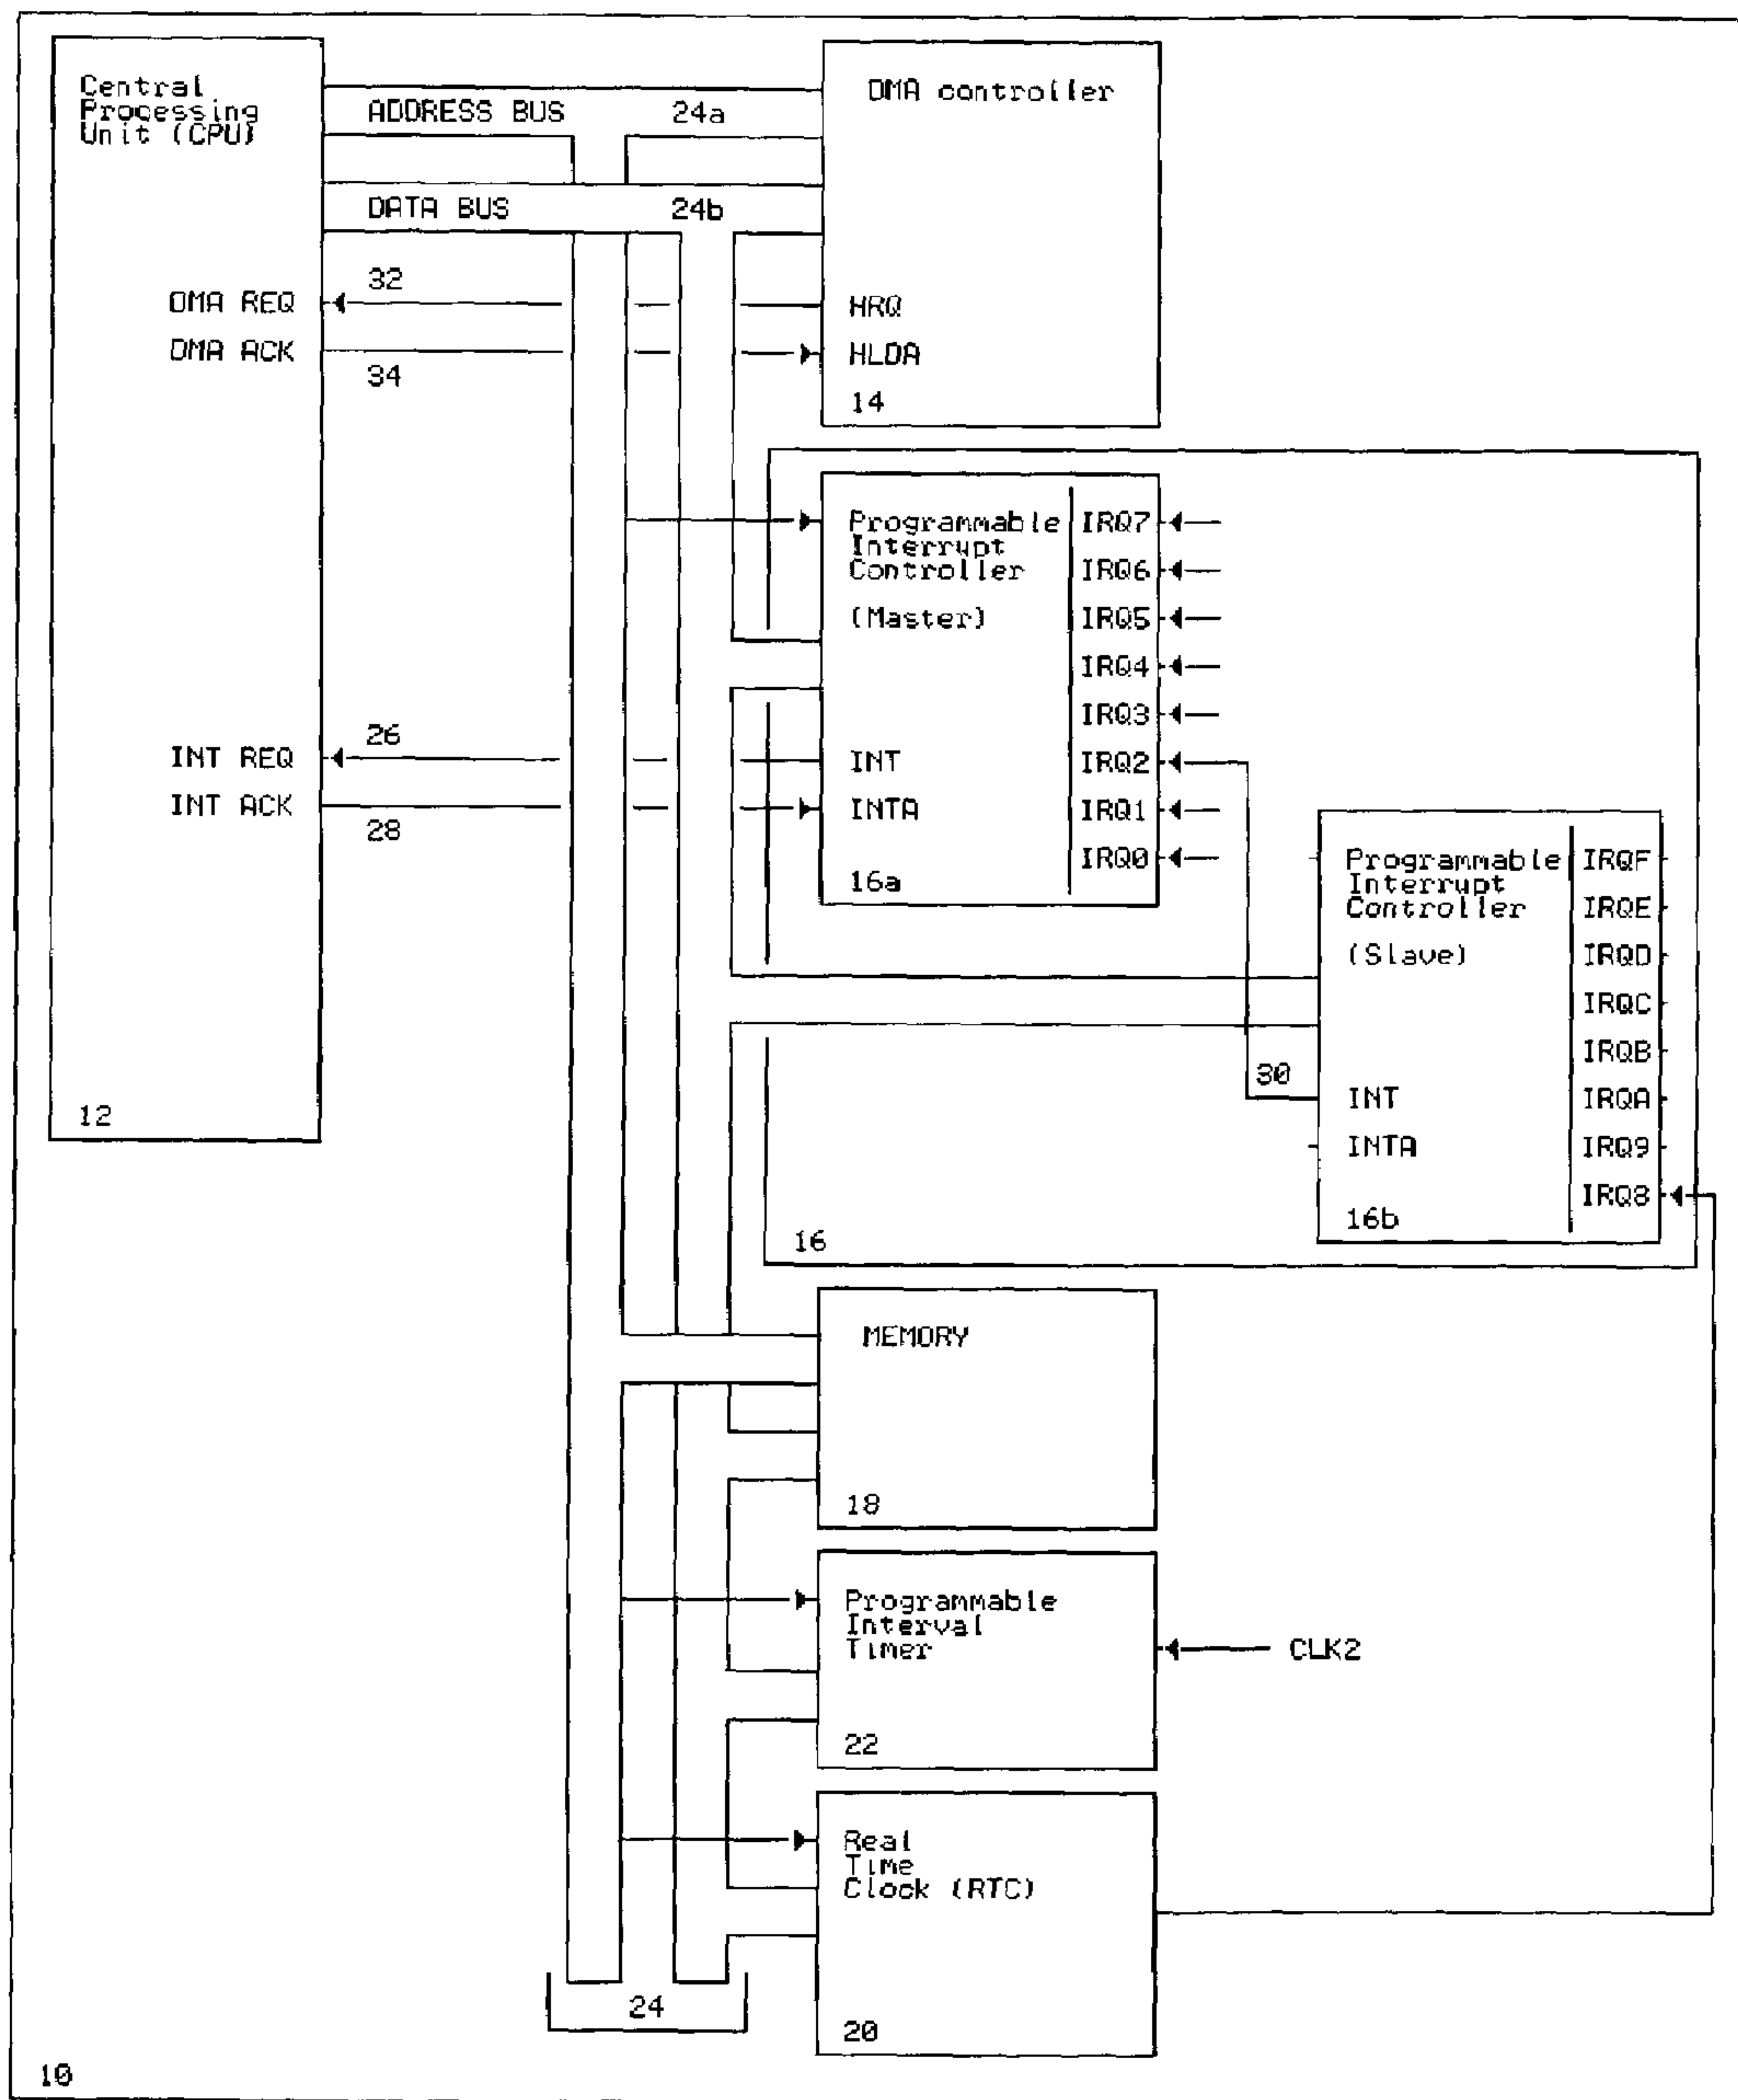 Central
Processing
Unit (CPU)
ADDRESS BUS 24a
DATA BUS 24b
DMA REQ
32
DMA ACK
34
INT REQ
26
INT ACK
28
12
DMA controller
HRQ
HLDA
14
Programmable
Interrupt
Controller
(Master)
INT
INTA
16a
IRQ7
IRQ6
IRQ5
IRQ4
IRQ3
IRQ2
IRQ1
IRQ0
Programmable
Interrupt
Controller
(Slave)
30
INT
INTA
16b
IRQF
IRQE
IRQD
IRQC
IRQB
IRQA
IRQ9
IRQ8
16
MEMORY
18
Programmable
Interval
Timer
CLK2
22
Real
Time
Clock (RTC)
20
24
10